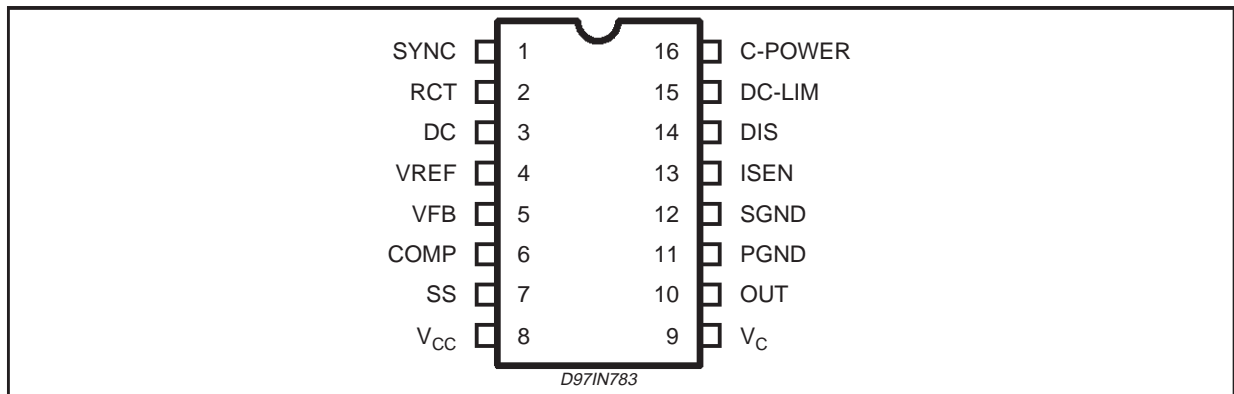 SYNC 1 16 C-POWER
RCT 2 15 DC-LIM
DC 3 14 DIS
VREF 4 13 ISEN
VFB 5 12 SGND
COMP 6 11 PGND
SS 7 10 OUT
VCC 8 9 VC
D97IN783